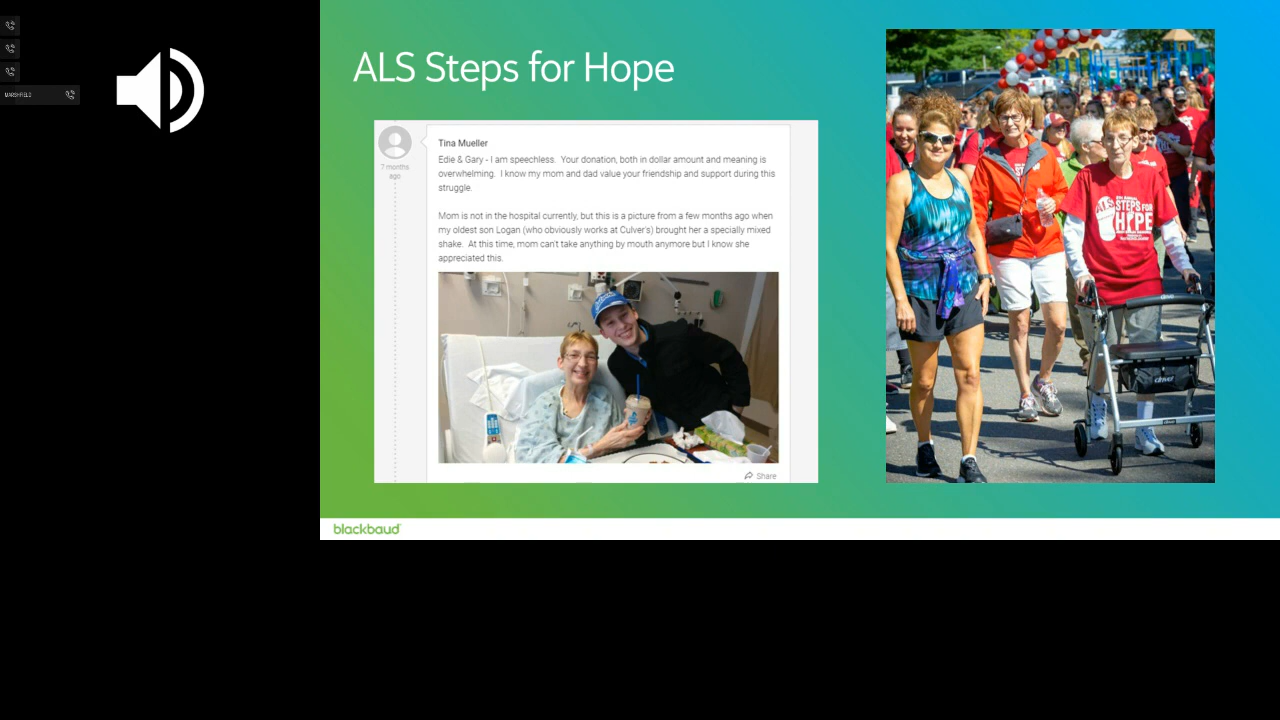 MARSHFIELD
ALS Steps for Hope
Tina Mueller
7 months
ago
Edie & Gary - I am speechless.  Your donation, both in dollar amount and meaning is
overwhelming.  I know my mom and dad value your friendship and support during this
struggle.
Mom is not in the hospital currently, but this is a picture from a few months ago when
my oldest son Logan (who obviously works at Culver's) brought her a specially mixed
shake.  At this time, mom can't take anything by mouth anymore but I know she
appreciated this.
Share
ALS STEPS FOR
HOPE
drive
drive
blackbaud